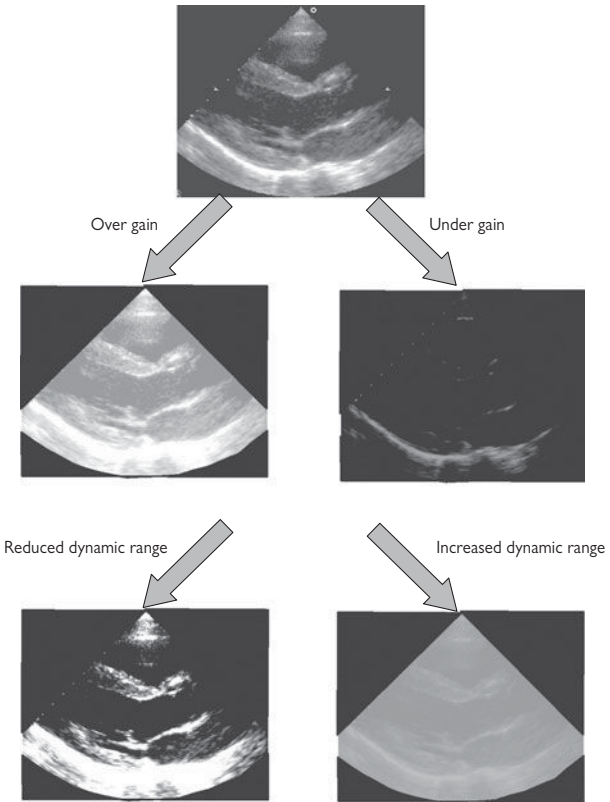 Over gain
Under gain
Reduced dynamic range
Increased dynamic range